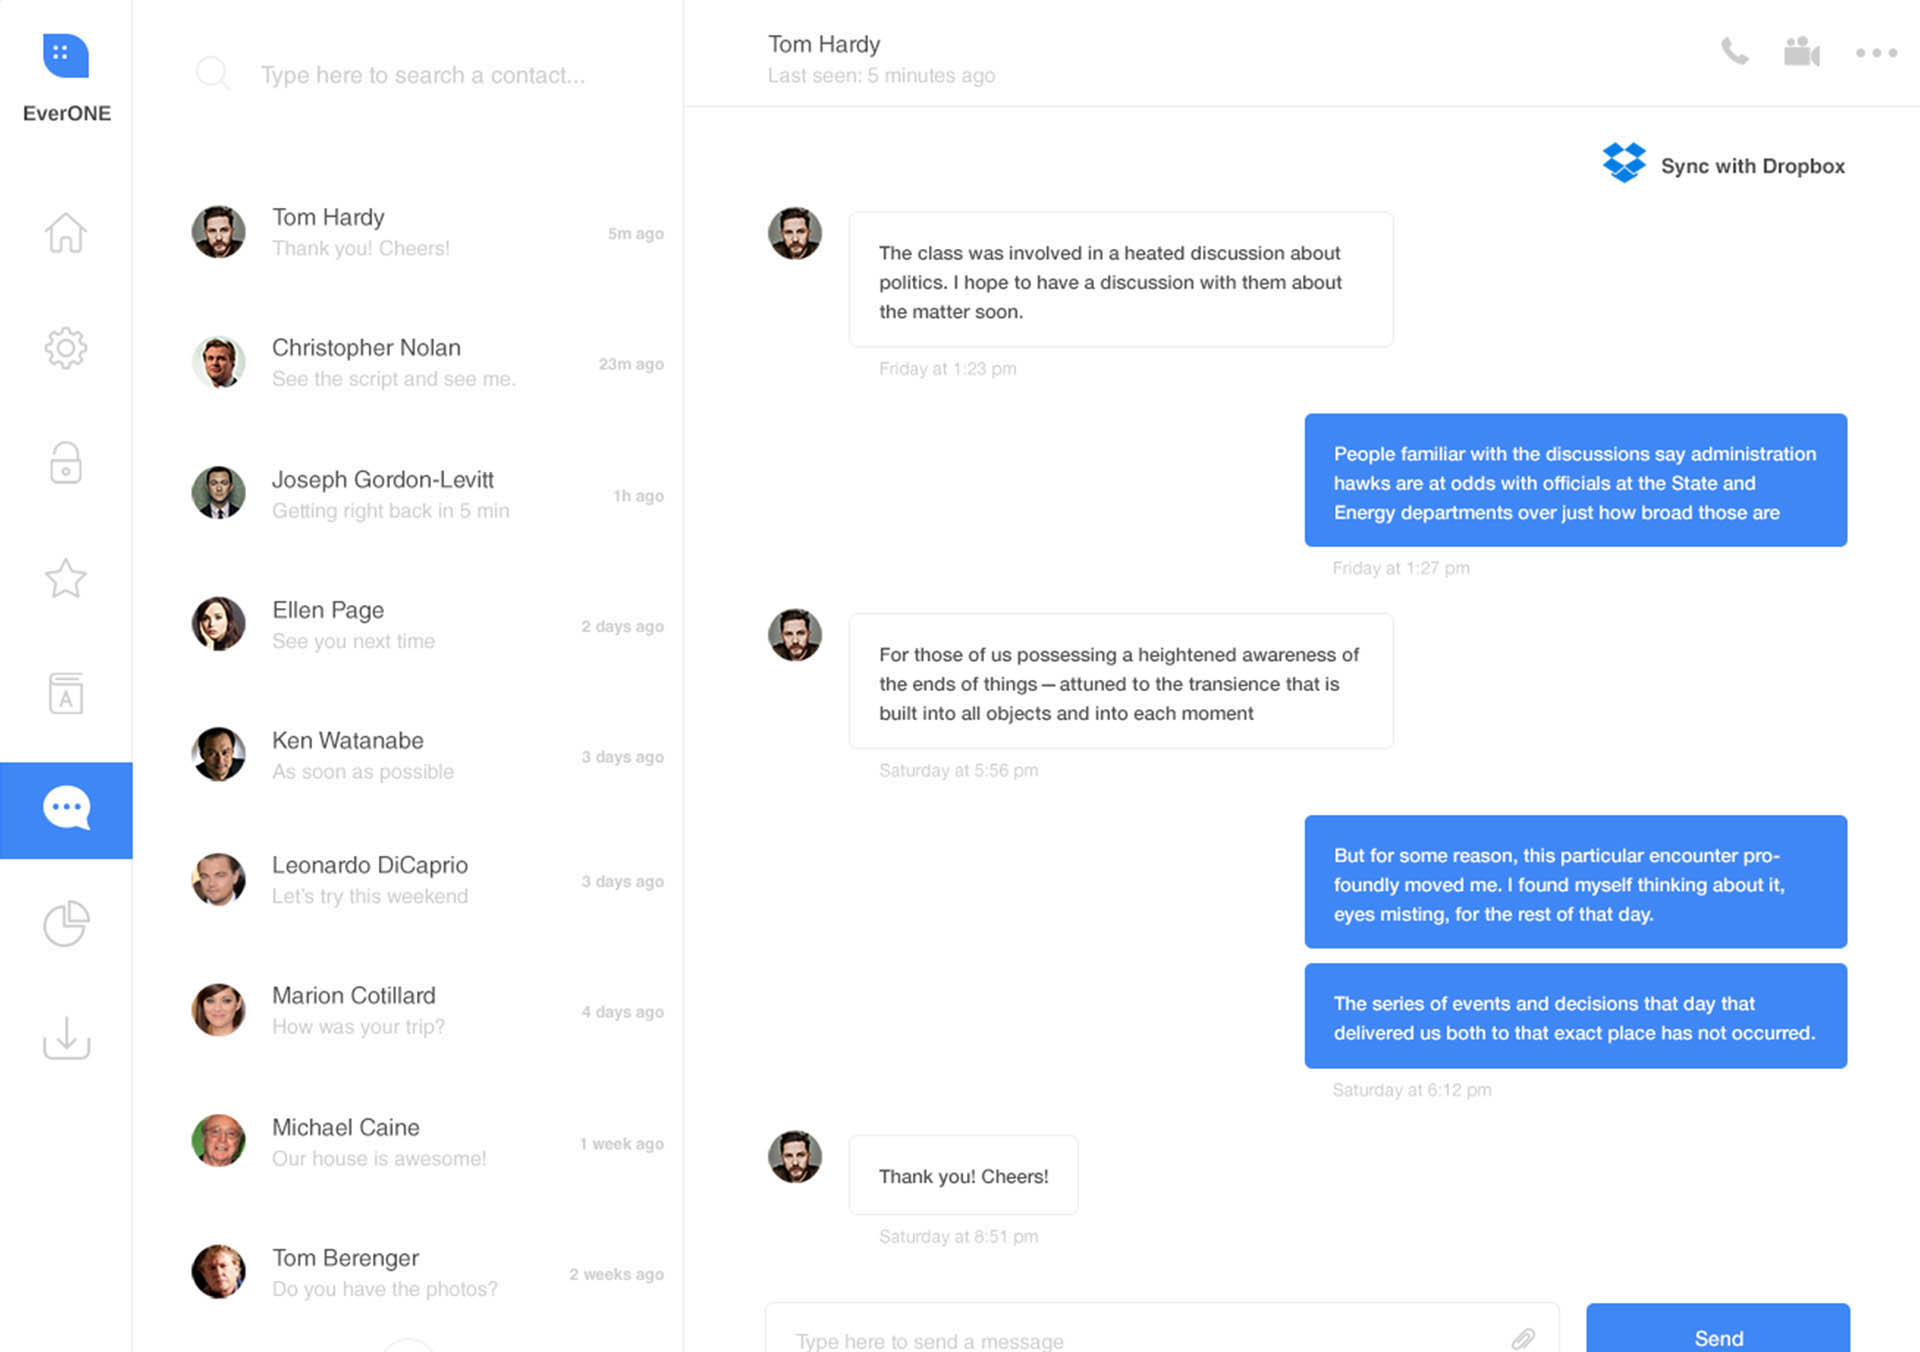 EverONE
Type here to search a contact...
Tom Hardy
Thank you! Cheers!
5m ago
Christopher Nolan
See the script and see me.
23m ago
Joseph Gordon-Levitt
Getting right back in 5 min
1h ago
Ellen Page
See you next time
2 days ago
Ken Watanabe
As soon as possible
3 days ago
Leonardo DiCaprio
Let's try this weekend
3 days ago
Marion Cotillard
How was your trip?
4 days ago
Michael Caine
Our house is awesome!
1 week ago
Tom Berenger
Do you have the photos?
2 weeks ago
Tom Hardy
Last seen: 5 minutes ago
Sync with Dropbox
The class was involved in a heated discussion about
politics. I hope to have a discussion with them about
the matter soon.
Friday at 1:23 pm
People familiar with the discussions say administration
hawks are at odds with officials at the State and
Energy departments over just how broad those are
Friday at 1:27 pm
For those of us possessing a heightened awareness of
the ends of things — attuned to the transience that is
built into all objects and into each moment
Saturday at 5:56 pm
But for some reason, this particular encounter pro-
foundly moved me. I found myself thinking about it,
eyes misting, for the rest of that day.
The series of events and decisions that day that
delivered us both to that exact place has not occurred.
Saturday at 6:12 pm
Thank you! Cheers!
Saturday at 8:51 pm
Type here to send a message
Send
A